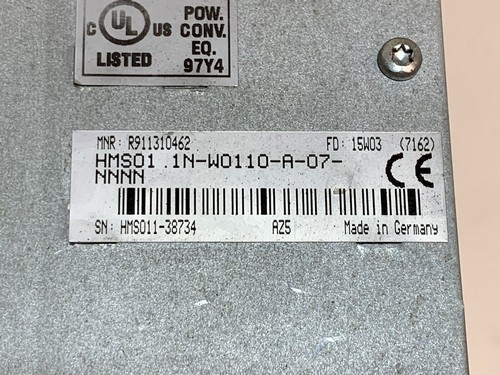 C UL US
LISTED
POW.
CONV.
EQ.
97Y4
MNR: R911310462 FD: 15W03 (7162)
HMS01.1N-W0110-A-07-
NNNN
CE
SN: HMS011-38734 AZ5 Made in Germany